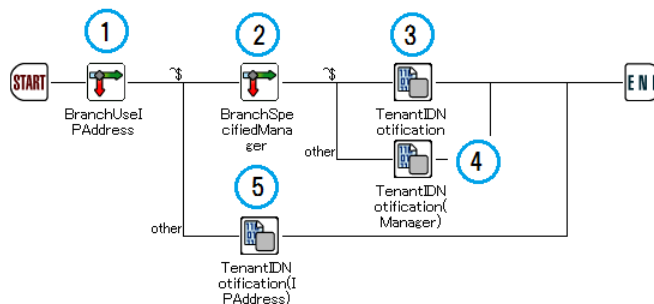 1
2
3
START
^$
^$
E N D
BranchUseI
PAddress
BranchSpe
cifiedMana
ger
TenantIDN
otification
other
4
TenantIDN
otification(
Manager)
5
other
TenantIDN
otification(I
PAddress)